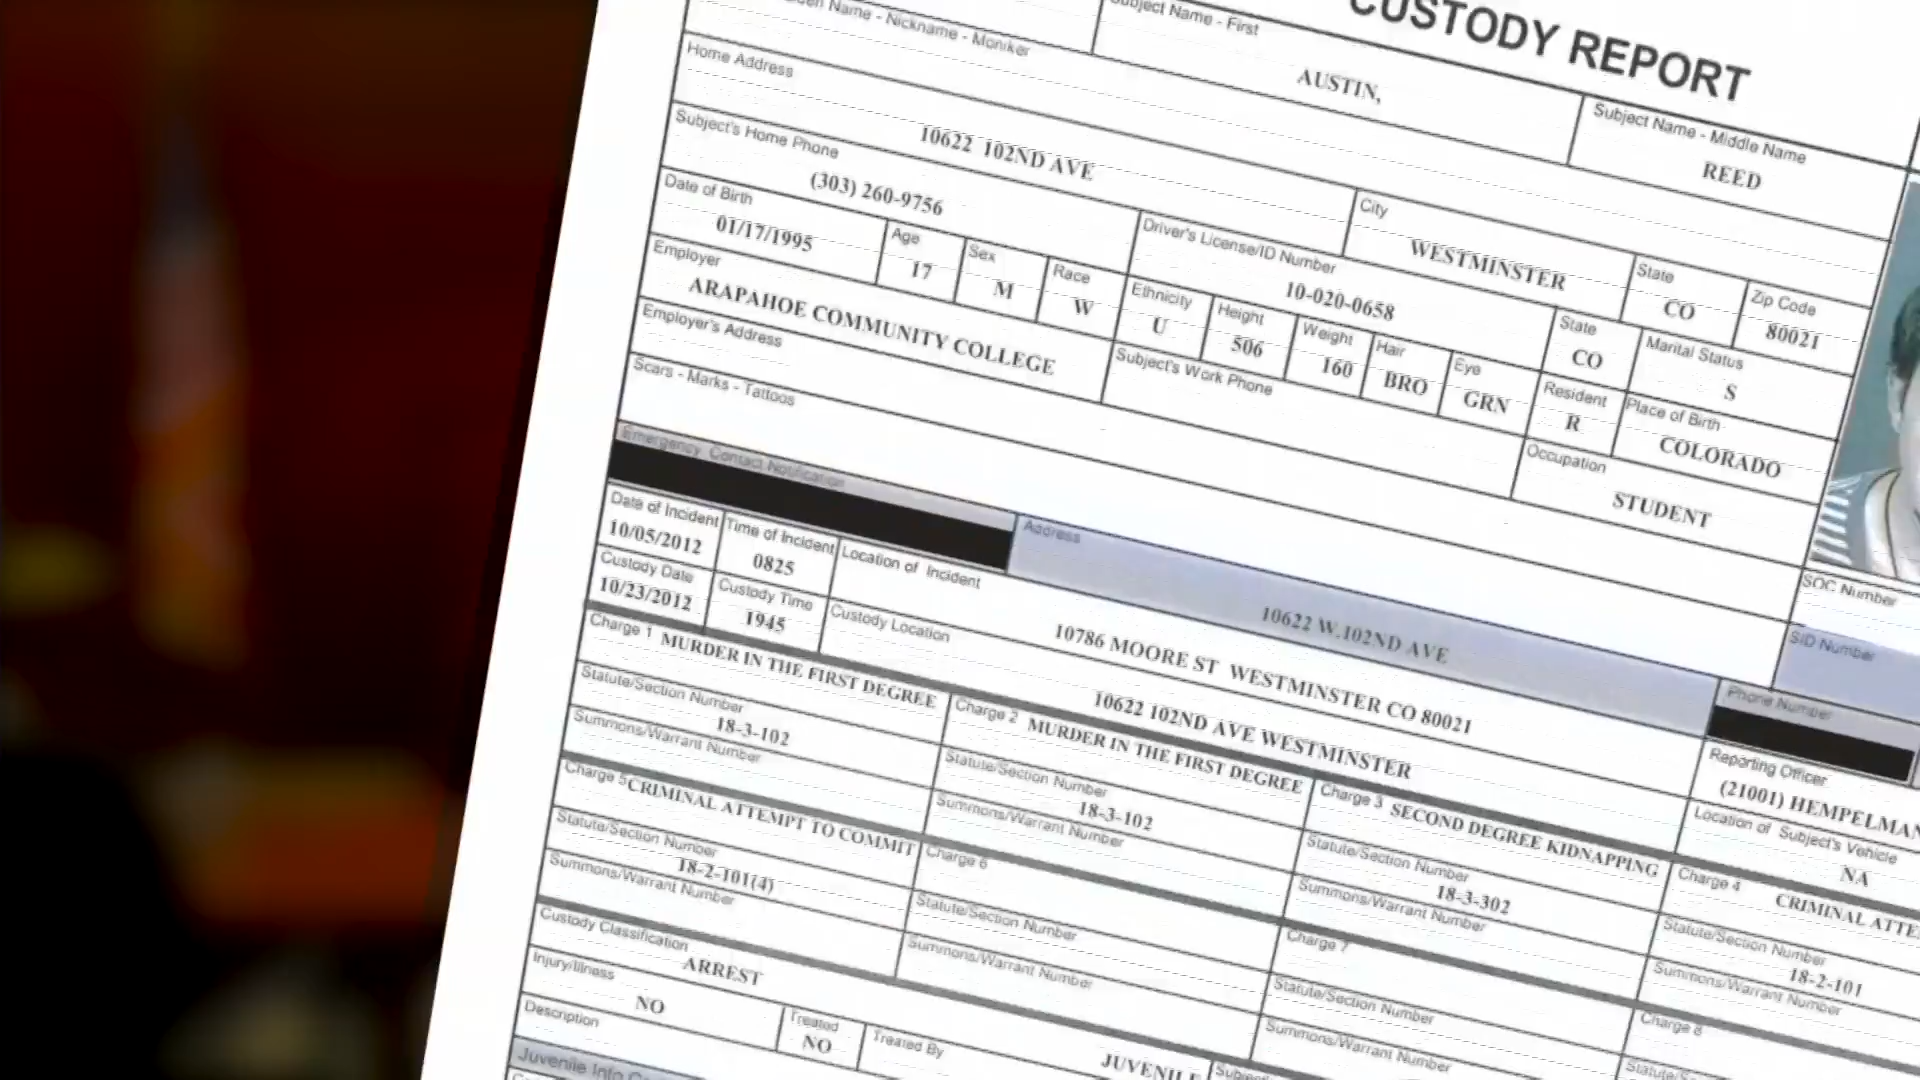 CUSTODY REPORT
Name - Nickname - Moniker
Subject Name - First
AUSTIN,
Subject Name - Middle Name
REED
Home Address
10622 102ND AVE
City
WESTMINSTER
State
CO
Zip Code
80021
Subject's Home Phone
(303) 260-9756
Driver's License/ID Number
10-020-0658
State
CO
Marital Status
S
Date of Birth
01/17/1995
Age
17
Sex
M
Race
W
Ethnicity
U
Height
506
Weight
160
Hair
BRO
Eye
GRN
Resident
R
Place of Birth
COLORADO
Employer
ARAPAHOE COMMUNITY COLLEGE
Employer's Address
Subject's Work Phone
Occupation
STUDENT
Scars - Marks - Tattoos
SOC Number
SID Number
Emergency Contact Notification
Address
10622 W.102ND AVE
Phone Number
Date of Incident
10/05/2012
Time of Incident
0825
Location of Incident
10786 MOORE ST WESTMINSTER CO 80021
Reporting Officer
(21001) HEMPELMAN
Custody Date
10/23/2012
Custody Time
1945
Custody Location
10622 102ND AVE WESTMINSTER
Location of Subject's Vehicle
NA
Charge 1 MURDER IN THE FIRST DEGREE
Statute/Section Number
18-3-102
Summons/Warrant Number
Charge 2 MURDER IN THE FIRST DEGREE
Statute/Section Number
18-3-102
Summons/Warrant Number
Charge 3 SECOND DEGREE KIDNAPPING
Statute/Section Number
18-3-302
Summons/Warrant Number
Charge 4 CRIMINAL ATTE
Statute/Section Number
18-2-101
Summons/Warrant Number
Charge 5 CRIMINAL ATTEMPT TO COMMIT
Statute/Section Number
18-2-101(4)
Summons/Warrant Number
Charge 6
Statute/Section Number
Summons/Warrant Number
Charge 7
Statute/Section Number
Summons/Warrant Number
Charge 8
Statute/Se
Custody Classification
ARREST
Injury/Illness
NO
Treated
NO
Treated By
JUVENILE
Description
Juvenile Info